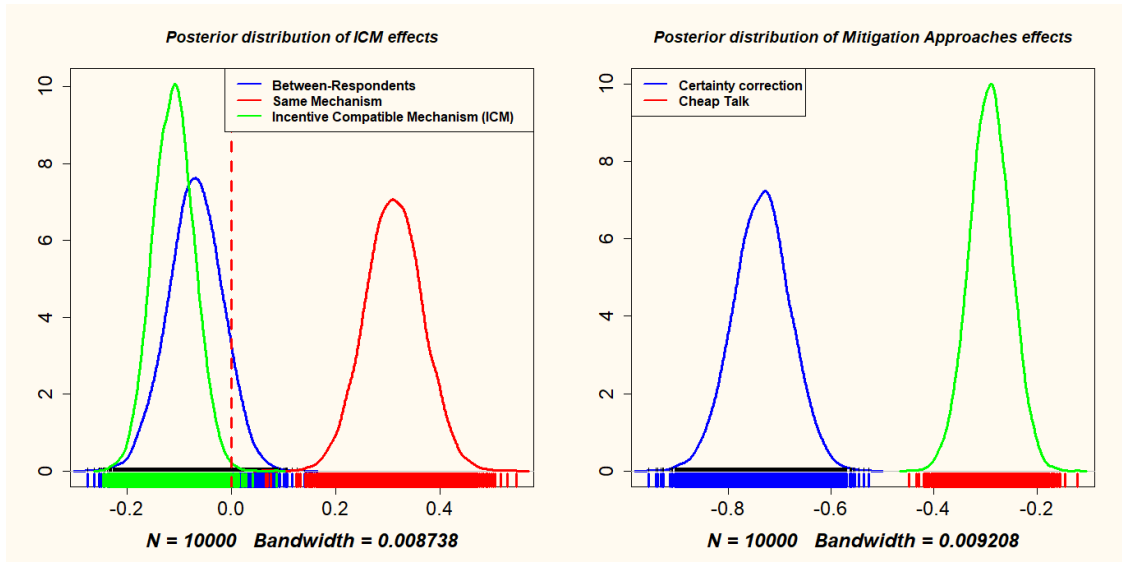 Posterior distribution of ICM effects
Between-Respondents
Same Mechanism
Incentive Compatible Mechanism (ICM)
10
8
6
4
2
0
-0.2 0.0 0.2 0.4
N = 10000 Bandwidth = 0.008738
Posterior distribution of Mitigation Approaches effects
Certainty correction
Cheap Talk
10
8
6
4
2
0
-0.8 -0.6 -0.4 -0.2
N = 10000 Bandwidth = 0.009208